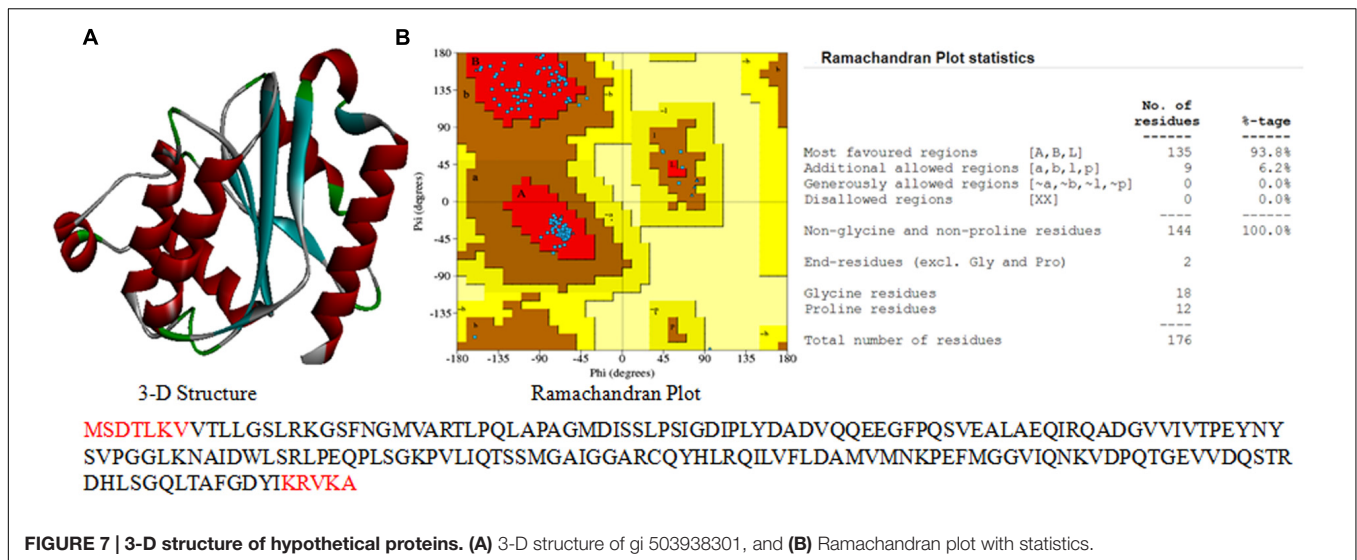 A
B
180
135
90
45
0
-45
-90
-135
-180 -135 -90 -45 0 45 90 135 180
Psi (degrees)
Phi (degrees)
B
b
a
A
l
L
~b
~l
~a
~p
p
b
~b
3-D Structure
Ramachandran Plot
Ramachandran Plot statistics
No. of
residues %-tage
------ ------
Most favoured regions [A,B,L] 135 93.8%
Additional allowed regions [a,b,l,p] 9 6.2%
Generously allowed regions [~a,~b,~l,~p] 0 0.0%
Disallowed regions [XX] 0 0.0%
---- ------
Non-glycine and non-proline residues 144 100.0%
End-residues (excl. Gly and Pro) 2
Glycine residues 18
Proline residues 12
----
Total number of residues 176
MSDTLKVVTLLGSLRKGSFNGMVARTLPQLAPAGMDISSLPSIGDIPLYDADVQQEEGFPQSVEALAEQIRQADGVVIVTPEYNY
SVPGGLKNAIDWLSRLPEQPLSGKPVLIQTSSMGAIGGARCQYHLRQILVFLDAMVMNKPEFMGGVIQNKVDPQTGEVVDQSTR
DHLSGQLTAFGDYIKRVKA
FIGURE 7 | 3-D structure of hypothetical proteins. (A) 3-D structure of gi 503938301, and (B) Ramachandran plot with statistics.